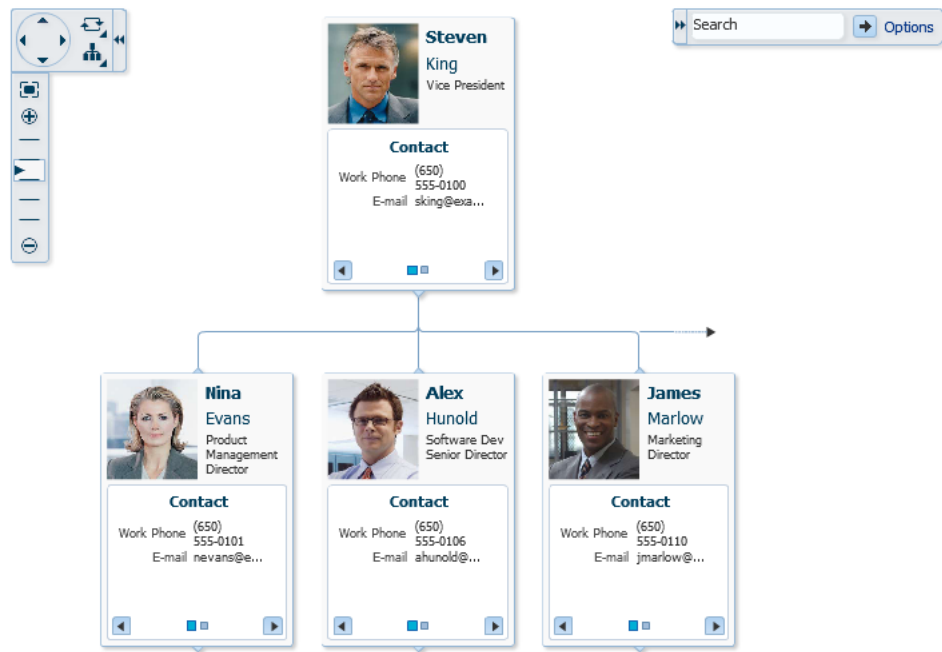 Search
Options
Steven
King
Vice President
Contact
Work Phone (650)
555-0100
E-mail sking@exa...
Nina
Evans
Product
Management
Director
Contact
Work Phone (650)
555-0101
E-mail nevans@e...
Alex
Hunold
Software Dev
Senior Director
Contact
Work Phone (650)
555-0106
E-mail ahunold@...
James
Marlow
Marketing
Director
Contact
Work Phone (650)
555-0110
E-mail jmarlow@...